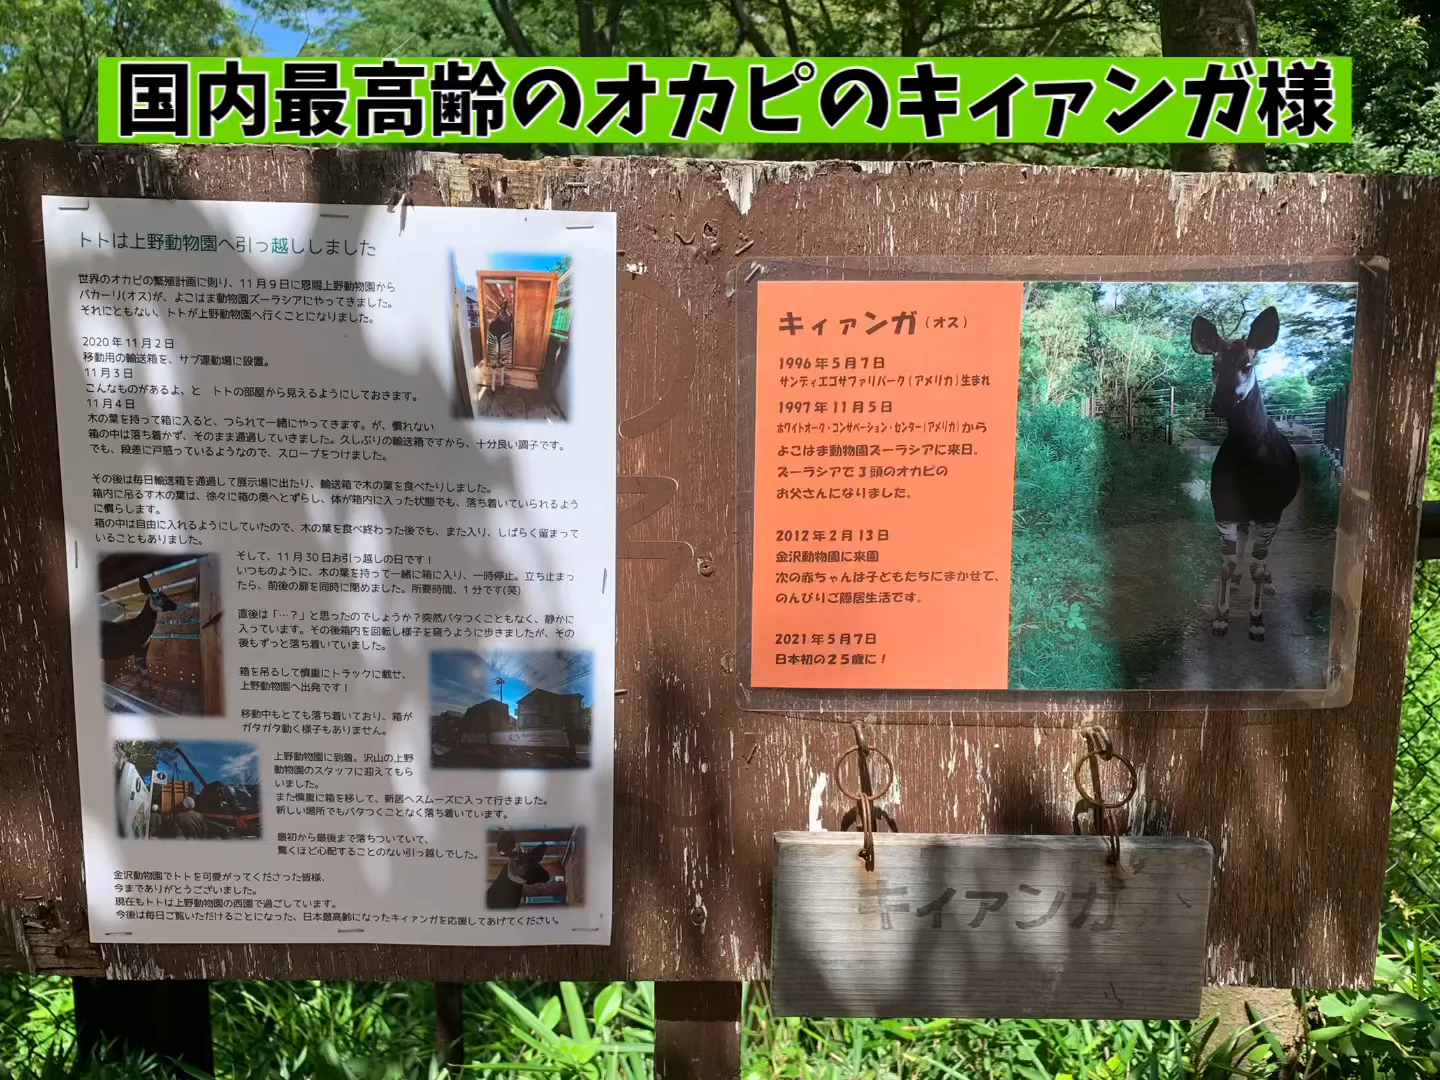 国内最高齢のオカピのキィァンガ様
トトは上野動物園へ引っ越ししました
世界のオカピの繁殖計画に則り、11月9日に恩賜上野動物園から
バカーリ(オス)が、よこはま動物園ズーラシアにやってきました。
それにともない、トトが上野動物園へ行くことになりました。
2020年11月2日
移動用の輸送箱を、サブ運動場に設置。
11月3日
こんなものがあるよ、と　トトの部屋から見えるようにしておきます。
11月4日
木の葉を持って箱に入ると、つられて一緒にやってきます。が、慣れない
箱の中は落ち着かず、そのまま通過していきました。久しぶりの輸送箱ですから、十分良い調子です。
でも、段差に戸惑っているようなので、スロープをつけました。
その後は毎日輸送箱を通過して展示場に出たり、輸送箱で木の葉を食べたりしました。
箱内に吊るす木の葉は、徐々に箱の奥へとずらし、体が箱内に入った状態でも、落ち着いていられるよう
に慣らします。
箱の中は自由に入れるようにしていたので、木の葉を食べ終わった後でも、また入り、しばらく留まって
いることもありました。
そして、11月30日お引っ越しの日です！
いつものように、木の葉を持って一緒に箱に入り、一時停止。立ち止まっ
たら、前後の扉を同時に閉めました。所要時間、1分です(笑)
直後は「…？」と思ったのでしょうか？突然バタつくこともなく、静かに
入っています。その後箱内を回転し様子を窺うように歩きましたが、その
後もずっと落ち着いていました。
箱を吊るして慎重にトラックに載せ、
上野動物園へ出発です！
移動中もとても落ち着いており、箱が
ガタガタ動く様子もありません。
上野動物園に到着。沢山の上野
動物園のスタッフに迎えてもら
いました。
また慎重に箱を移して、新居へスムーズに入って行きました。
新しい場所でもバタつくことなく落ち着いています。
最初から最後まで落ちついていて、
驚くほど心配することのない引っ越しでした。
金沢動物園でトトを可愛がってくださった皆様、
今までありがとうございました。
現在もトトは上野動物園の西園で過ごしています。
今後は毎日ご覧いただけることになった、日本最高齢になったキィァンガを応援してあげてください。
キィァンガ(オス)
1996年5月7日
サンディエゴサファリパーク(アメリカ)生まれ
1997年11月5日
ホワイトオーク・コンサベーション・センター(アメリカ)から
よこはま動物園ズーラシアに来日。
ズーラシアで3頭のオカピの
お父さんになりました。
2012年2月13日
金沢動物園に来園
次の赤ちゃんは子どもたちにまかせて、
のんびりご隠居生活です。
2021年5月7日
日本初の25歳に！
キィァンガ